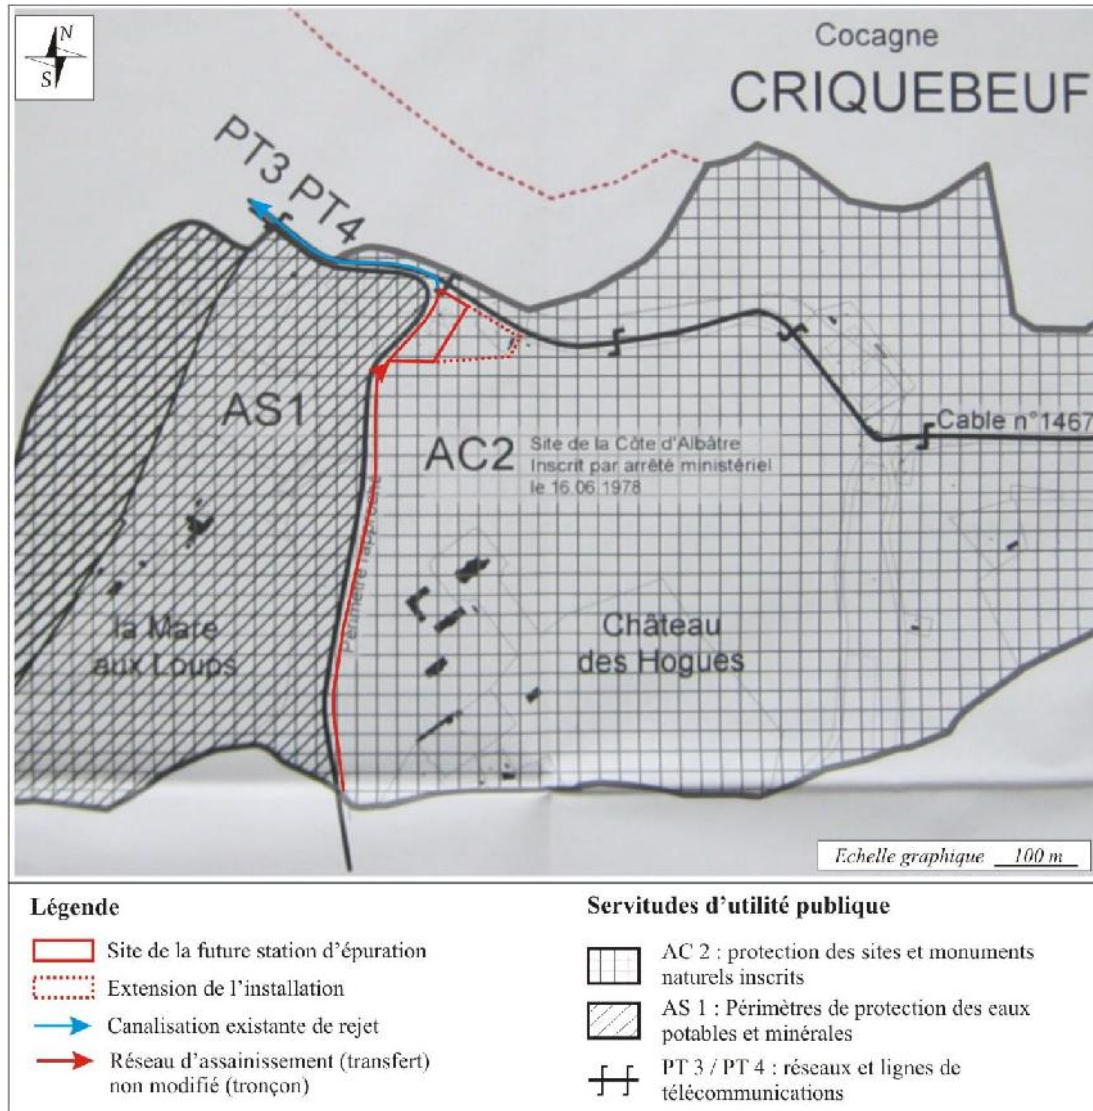 N
S
Cocagne
CRIQUEBEUF
PT3 PT4
AS1
AC2
Site de la Côte d'Albâtre
Inscrit par arrêté ministériel
le 16.06.1978
Cable n°1467
Périmètre rapproché
la Mare
aux Loups
Château
des Hogues
Echelle graphique 100 m
Légende
Site de la future station d'épuration
Extension de l'installation
Canalisation existante de rejet
Réseau d'assainissement (transfert)
non modifié (tronçon)
Servitudes d'utilité publique
AC 2 : protection des sites et monuments
naturels inscrits
AS 1 : Périmètres de protection des eaux
potables et minérales
PT 3 / PT 4 : réseaux et lignes de
télécommunications